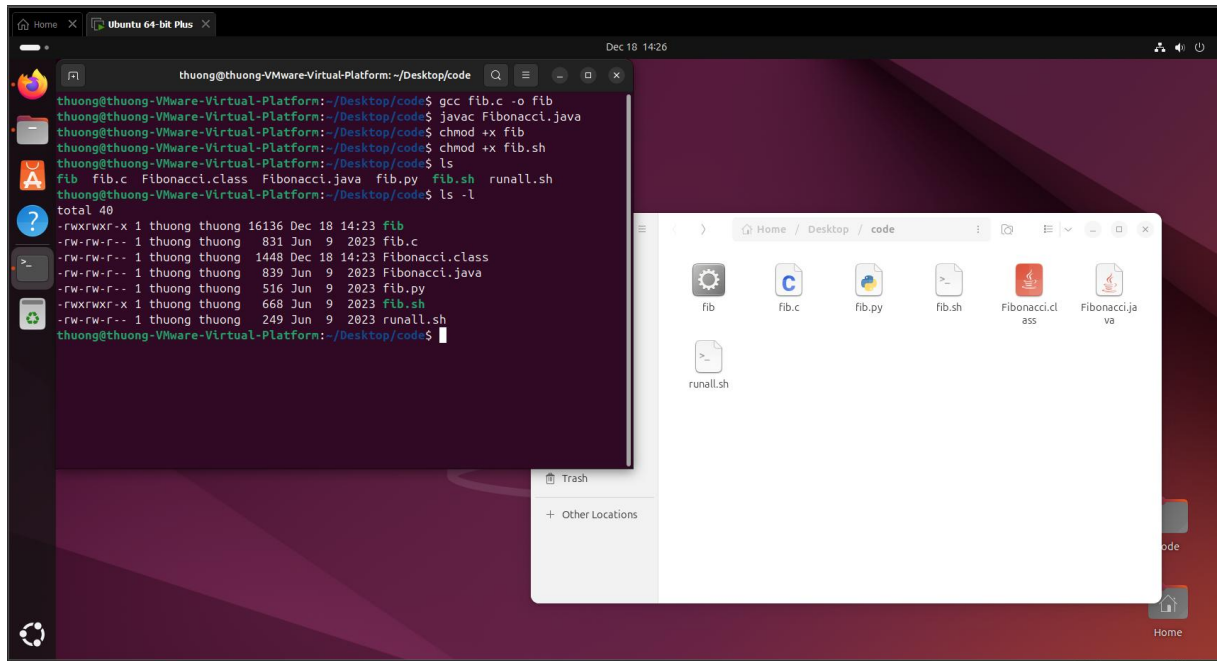 Home
Ubuntu 64-bit Plus
Dec 18 14:26
thuong@thuong-VMware-Virtual-Platform: ~/Desktop/code
thuong@thuong-VMware-Virtual-Platform:~/Desktop/code$ gcc fib.c -o fib
thuong@thuong-VMware-Virtual-Platform:~/Desktop/code$ javac Fibonacci.java
thuong@thuong-VMware-Virtual-Platform:~/Desktop/code$ chmod +x fib
thuong@thuong-VMware-Virtual-Platform:~/Desktop/code$ chmod +x fib.sh
thuong@thuong-VMware-Virtual-Platform:~/Desktop/code$ ls
fib fib.c Fibonacci.class Fibonacci.java fib.py fib.sh runall.sh
thuong@thuong-VMware-Virtual-Platform:~/Desktop/code$ ls -l
total 40
-rwxrwxr-x 1 thuong thuong 16136 Dec 18 14:23 fib
-rw-rw-r-- 1 thuong thuong 831 Jun 9 2023 fib.c
-rw-rw-r-- 1 thuong thuong 1448 Dec 18 14:23 Fibonacci.class
-rw-rw-r-- 1 thuong thuong 839 Jun 9 2023 Fibonacci.java
-rw-rw-r-- 1 thuong thuong 516 Jun 9 2023 fib.py
-rwxrwxr-x 1 thuong thuong 668 Jun 9 2023 fib.sh
-rw-rw-r-- 1 thuong thuong 249 Jun 9 2023 runall.sh
thuong@thuong-VMware-Virtual-Platform:~/Desktop/code$
Home / Desktop / code
fib
fib.c
fib.py
fib.sh
Fibonacci.cl
ass
Fibonacci.ja
va
runall.sh
Trash
+ Other Locations
ode
Home